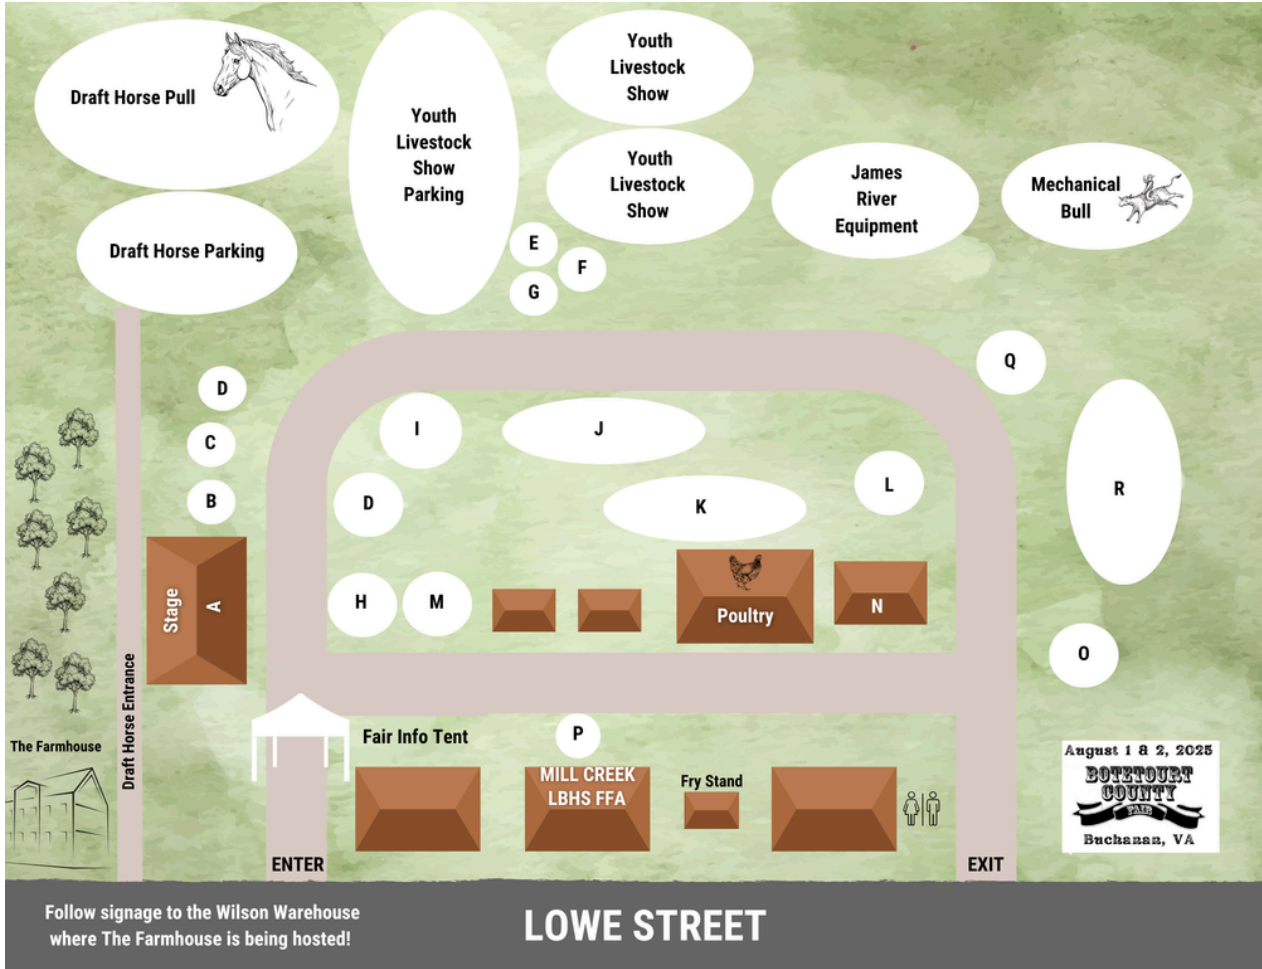 Draft Horse Pull
Youth
Livestock
Show
Parking
Youth
Livestock
Show
Youth
Livestock
Show
James
River
Equipment
Mechanical
Bull
Draft Horse Parking
E
F
G
Q
D
C
B
I
J
D
K
L
R
Stage
A
H
M
Poultry
N
O
Draft Horse Entrance
The Farmhouse
Fair Info Tent
P
MILL CREEK
LBHS FFA
Fry Stand
August 1 & 2, 2025
BOTETOURT
COUNTY
FAIR
Buchanan, VA
ENTER
EXIT
Follow signage to the Wilson Warehouse
where The Farmhouse is being hosted!
LOWE STREET